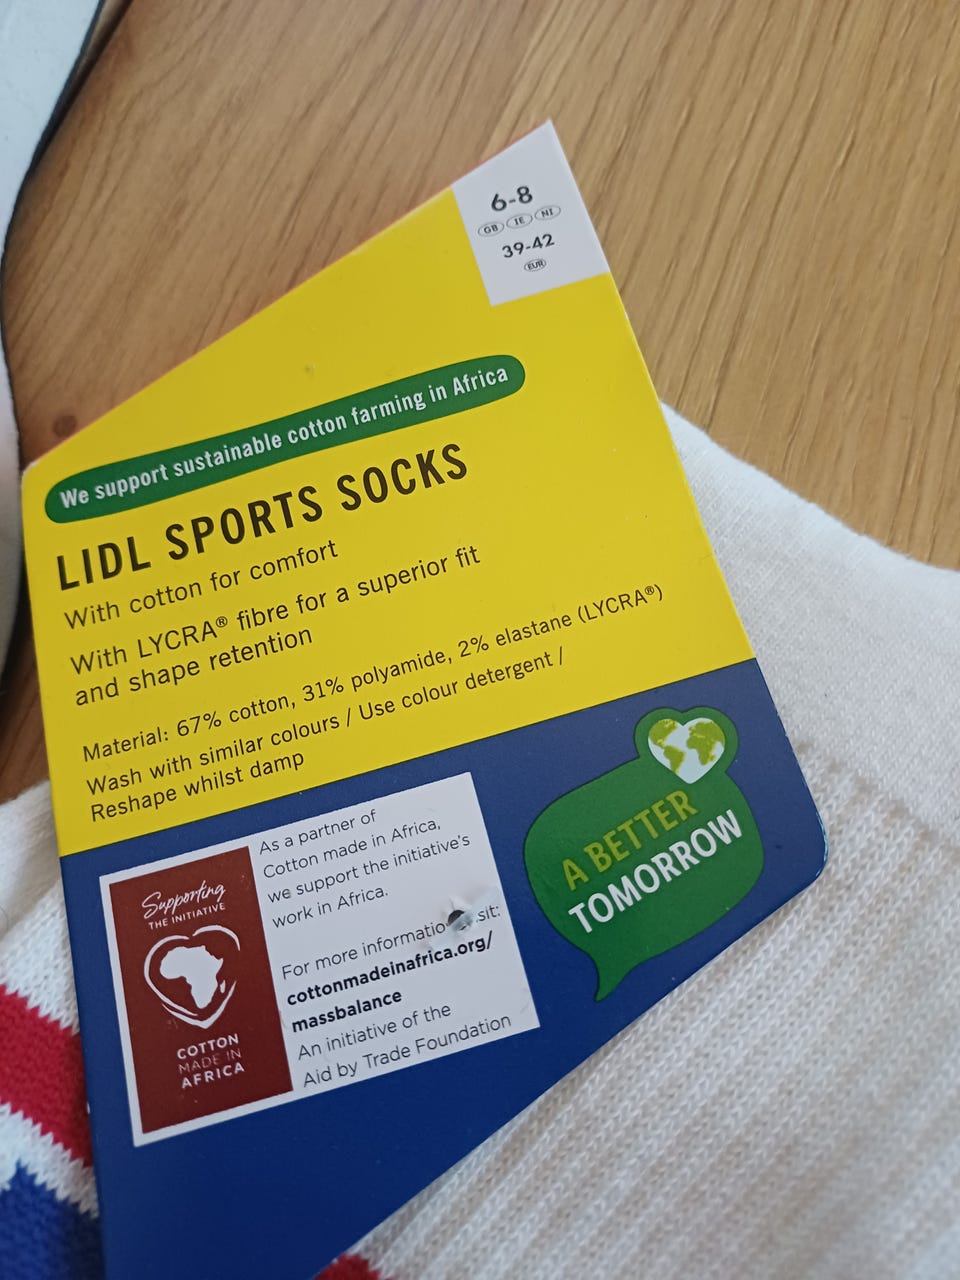 6-8
GB IE NI
39-42
EUR
We support sustainable cotton farming in Africa
LIDL SPORTS SOCKS
With cotton for comfort
With LYCRA® fibre for a superior fit
and shape retention
Material: 67% cotton, 31% polyamide, 2% elastane (LYCRA®)
Wash with similar colours / Use colour detergent /
Reshape whilst damp
Supporting
THE INITIATIVE
COTTON
MADE IN
AFRICA
As a partner of
Cotton made in Africa,
we support the initiative's
work in Africa.
For more informatio sit:
cottonmadeinafrica.org/
massbalance
An initiative of the
Aid by Trade Foundation
A BETTER
TOMORROW